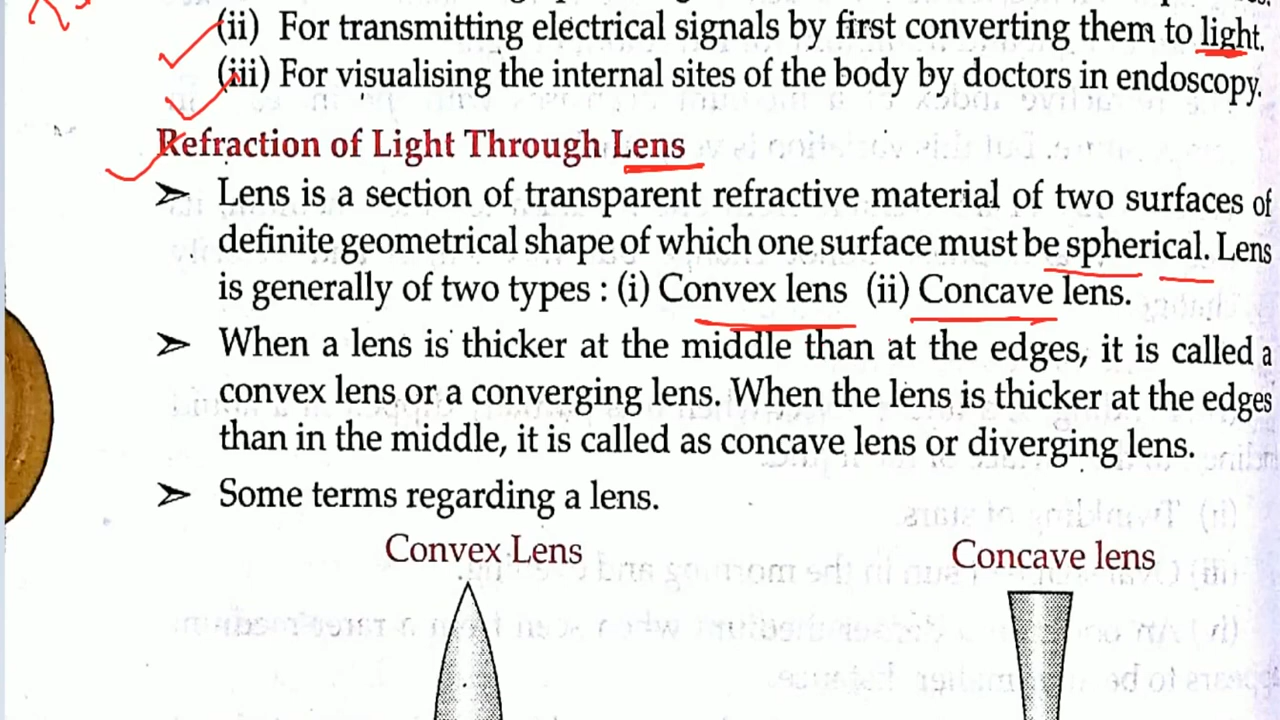 (ii) For transmitting electrical signals by first converting them to light.
(iii) For visualising the internal sites of the body by doctors in endoscopy.
Refraction of Light Through Lens
➢ Lens is a section of transparent refractive material of two surfaces of
definite geometrical shape of which one surface must be spherical. Lens
is generally of two types : (i) Convex lens (ii) Concave lens.
➢ When a lens is thicker at the middle than at the edges, it is called a
convex lens or a converging lens. When the lens is thicker at the edges
than in the middle, it is called as concave lens or diverging lens.
➢ Some terms regarding a lens.
Convex Lens
Concave lens